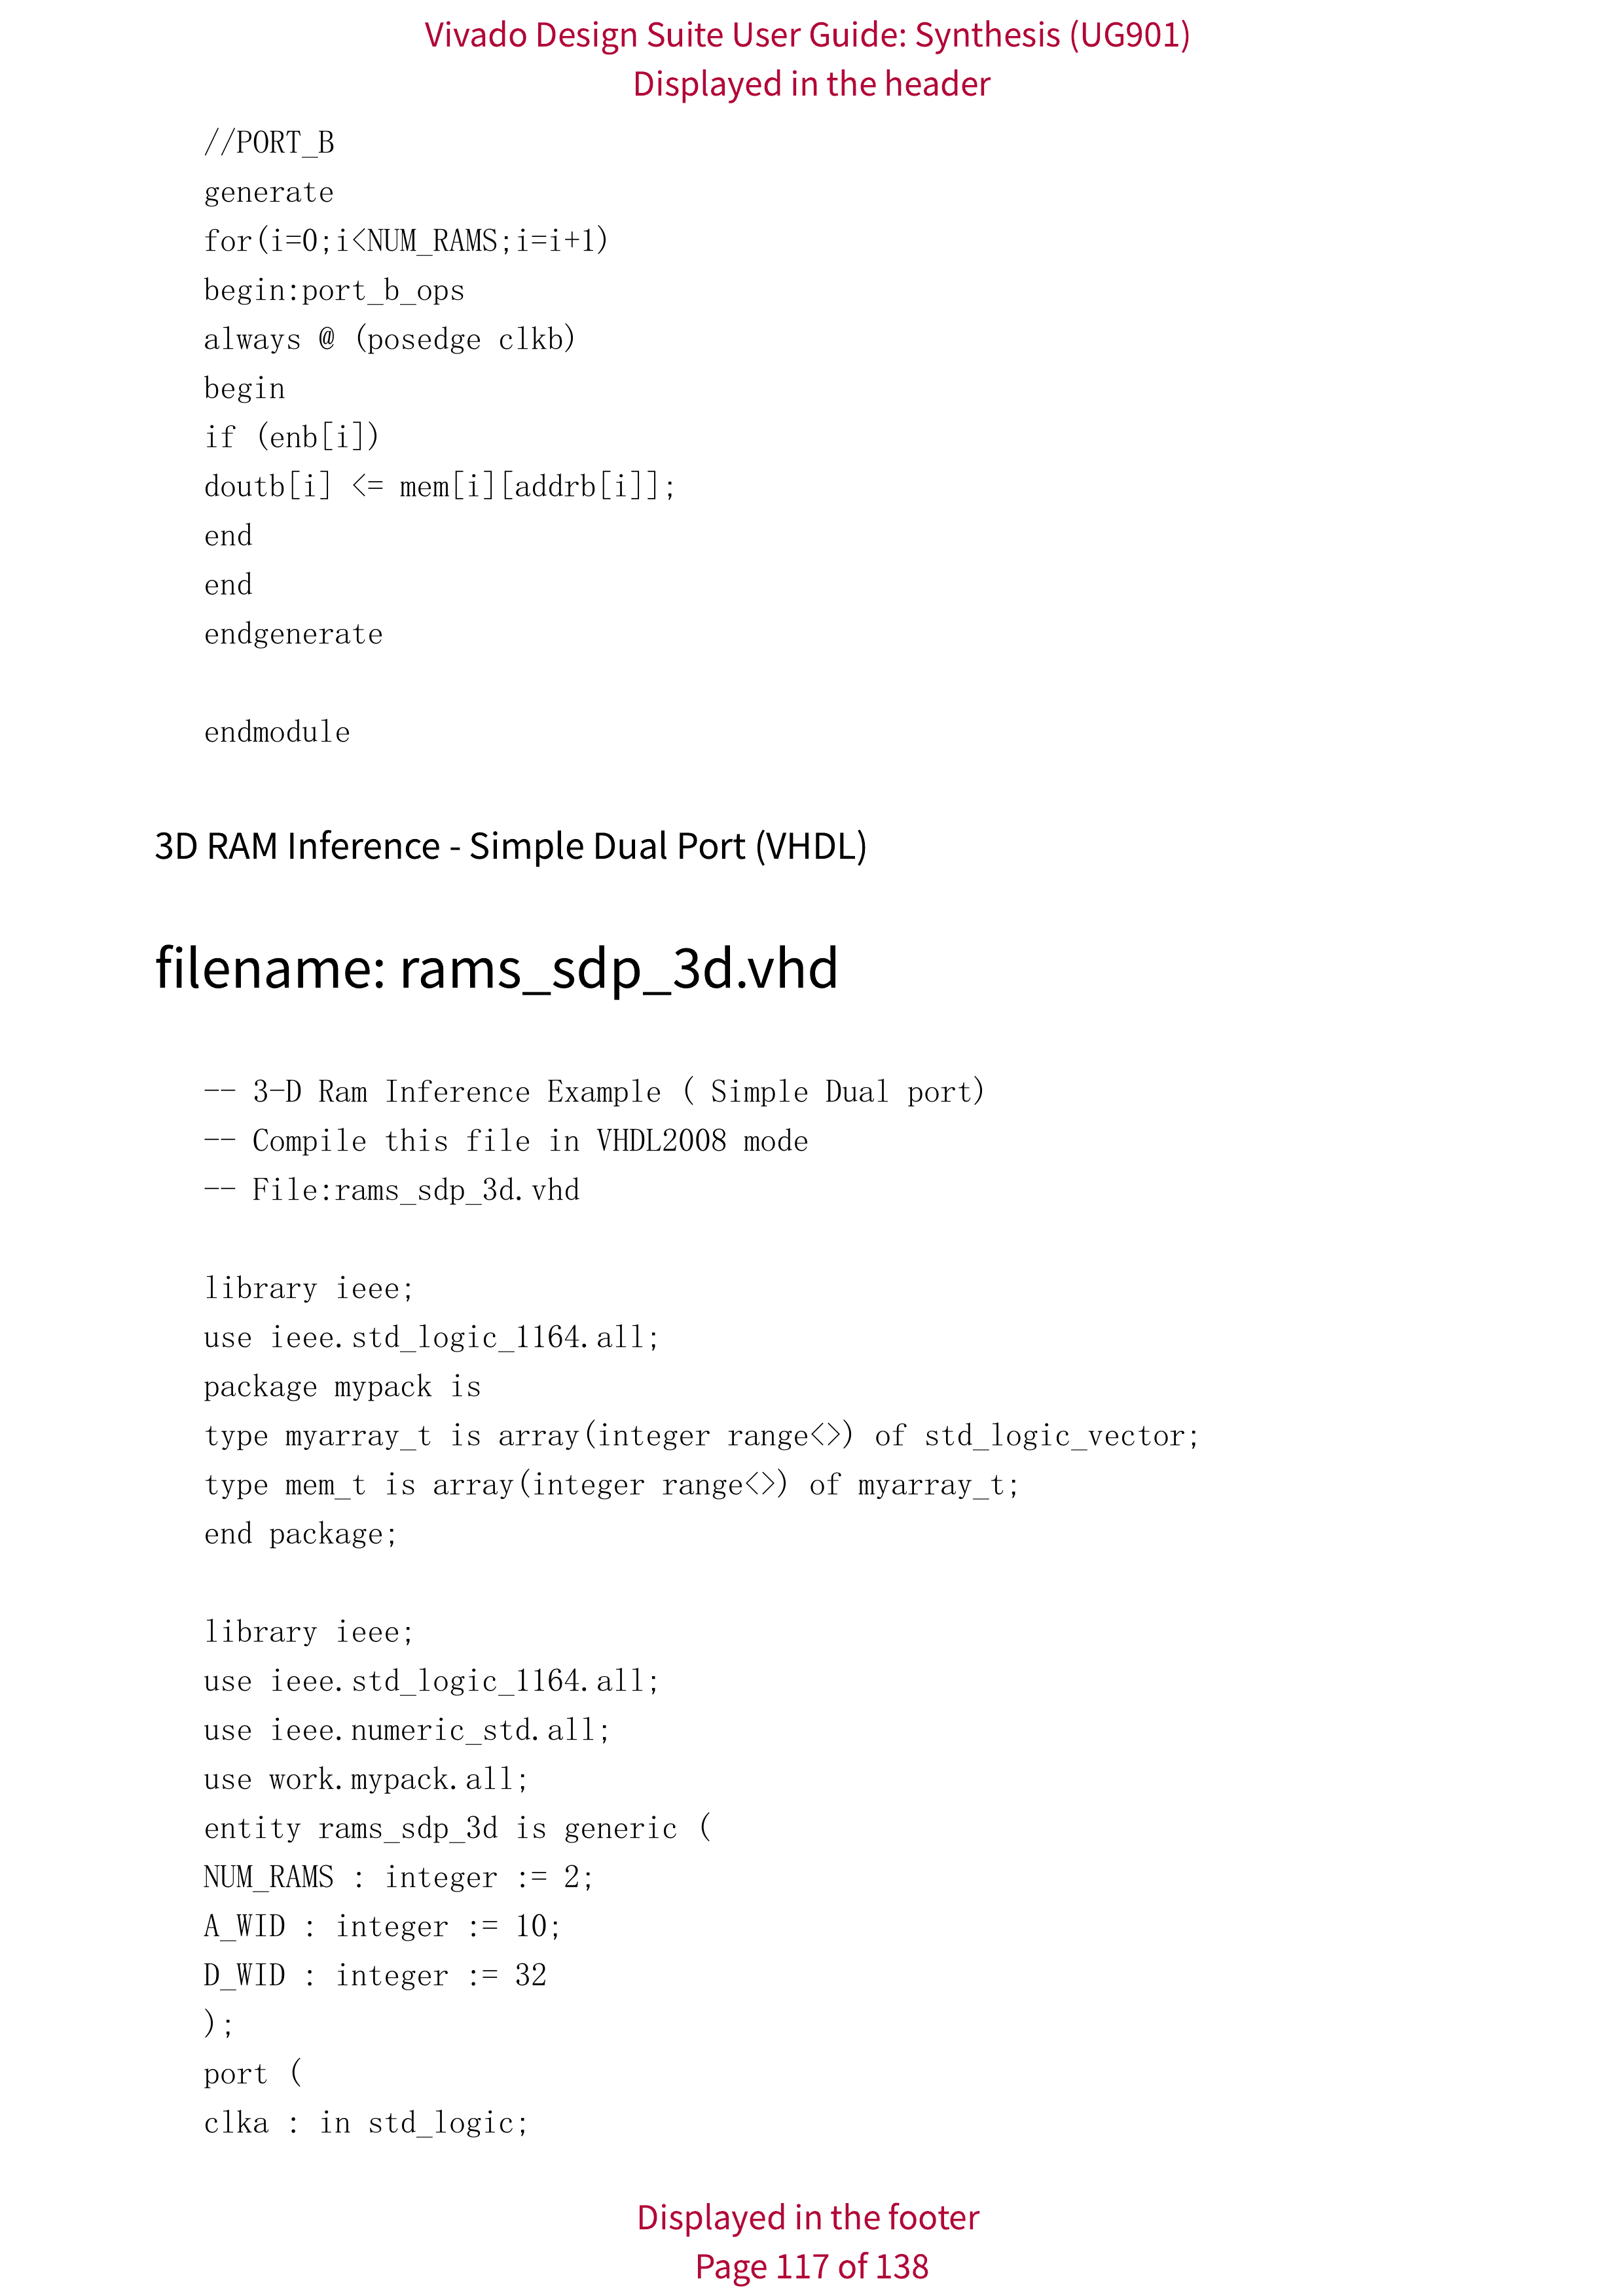 Vivado Design Suite User Guide: Synthesis (UG901)
Displayed in the header
//PORT_B
generate
for(i=0;i<NUM_RAMS;i=i+1)
begin:port_b_ops
always @ (posedge clkb)
begin
if (enb[i])
doutb[i] <= mem[i][addrb[i]];
end
end
endgenerate
endmodule
3D RAM Inference - Simple Dual Port (VHDL)
filename: rams_sdp_3d.vhd
-- 3-D Ram Inference Example ( Simple Dual port)
-- Compile this file in VHDL2008 mode
-- File:rams_sdp_3d.vhd
library ieee;
use ieee.std_logic_1164.all;
package mypack is
type myarray_t is array(integer range<>) of std_logic_vector;
type mem_t is array(integer range<>) of myarray_t;
end package;
library ieee;
use ieee.std_logic_1164.all;
use ieee.numeric_std.all;
use work.mypack.all;
entity rams_sdp_3d is generic (
NUM_RAMS : integer := 2;
A_WID : integer := 10;
D_WID : integer := 32
);
port (
clka : in std_logic;
Displayed in the footer
Page 117 of 138